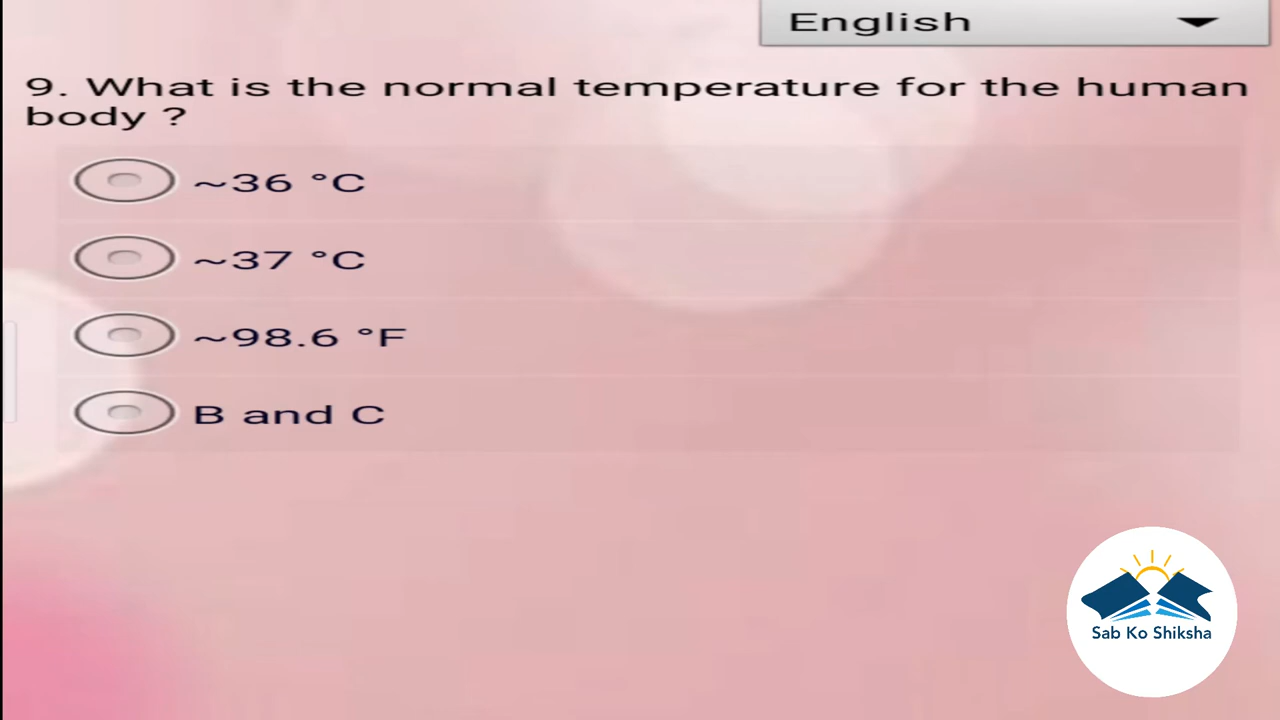 English
9. What is the normal temperature for the human
body ?
~36 °C
~37 °C
~98.6 °F
B and C
Sab Ko Shiksha